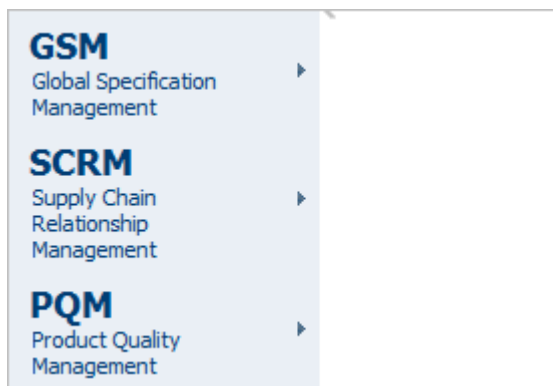 GSM
Global Specification
Management
SCRM
Supply Chain
Relationship
Management
PQM
Product Quality
Management